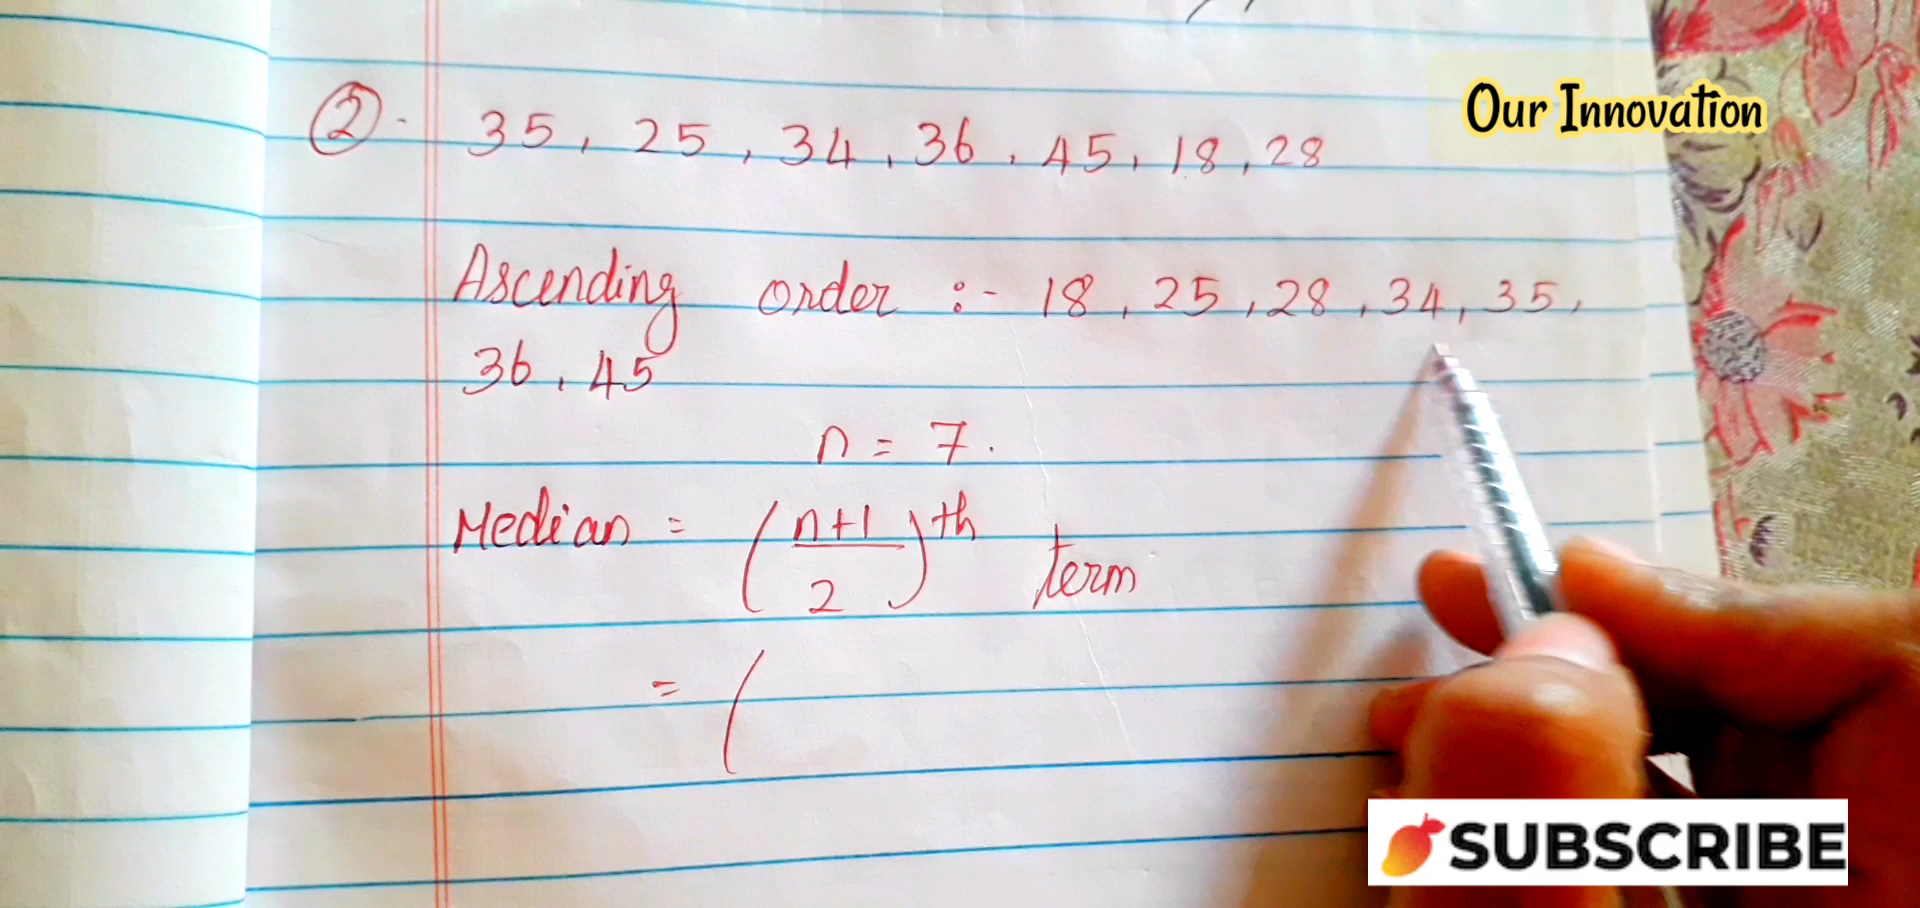 Our Innovation
②. 35, 25, 34, 36, 45, 18, 28
Ascending order :- 18, 25, 28, 34, 35,
36, 45
n = 7.
Median = (n+1/2)th term
= (
SUBSCRIBE